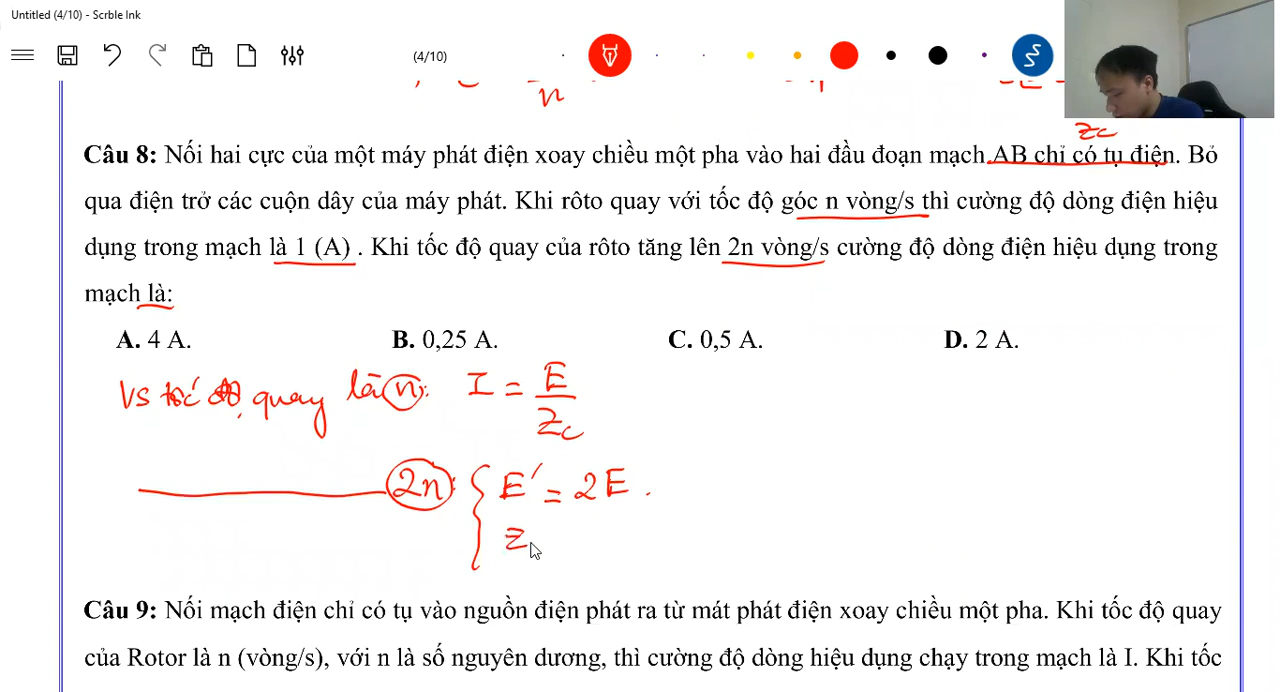 Untitled (4/10) - Scrble Ink
(4/10)
n
Zc
Câu 8: Nối hai cực của một máy phát điện xoay chiều một pha vào hai đầu đoạn mạch AB chỉ có tụ điện. Bỏ
qua điện trở các cuộn dây của máy phát. Khi rôto quay với tốc độ góc n vòng/s thì cường độ dòng điện hiệu
dụng trong mạch là 1 (A) . Khi tốc độ quay của rôto tăng lên 2n vòng/s cường độ dòng điện hiệu dụng trong
mạch là:
A. 4 A. B. 0,25 A. C. 0,5 A. D. 2 A.
VS tốc độ quay là n: I = E / Zc
2n: E' = 2E .
Z
Câu 9: Nối mạch điện chỉ có tụ vào nguồn điện phát ra từ mát phát điện xoay chiều một pha. Khi tốc độ quay
của Rotor là n (vòng/s), với n là số nguyên dương, thì cường độ dòng hiệu dụng chạy trong mạch là I. Khi tốc